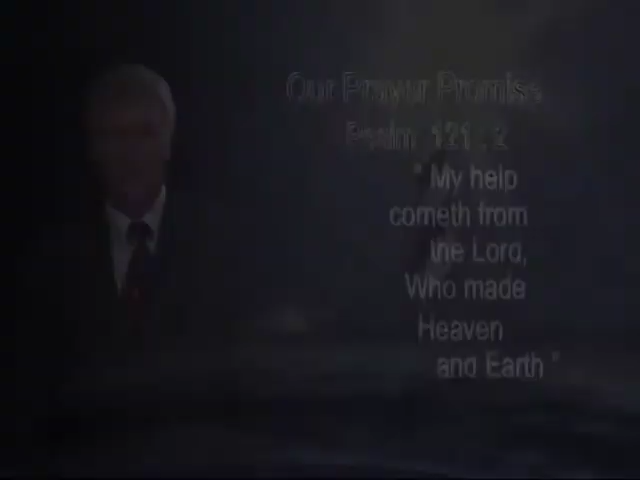 Our Prayer Promise
Psalm 121 : 2
" My help
cometh from
the Lord,
Who made
Heaven
and Earth "